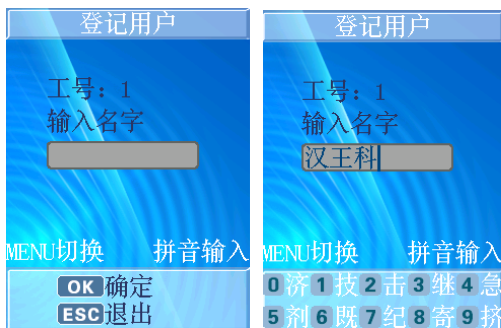 登记用户
工号：1
输入名字
MENU切换 拼音输入
OK 确定
ESC 退出
登记用户
工号：1
输入名字
汉王科
MENU切换 拼音输入
0济1技2击3继4急
5剂6既7纪8寄9挤